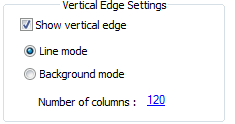 Vertical Edge Settings
Show vertical edge
Line mode
Background mode
Number of columns : 120